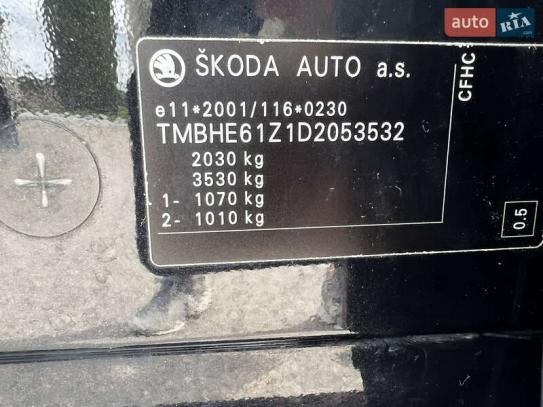 auto RIA
ŠKODA AUTO a.s.
e11*2001/116*0230
TMBHE61Z1D2053532
2030 kg
3530 kg
1- 1070 kg
2- 1010 kg
CFHC
0.5